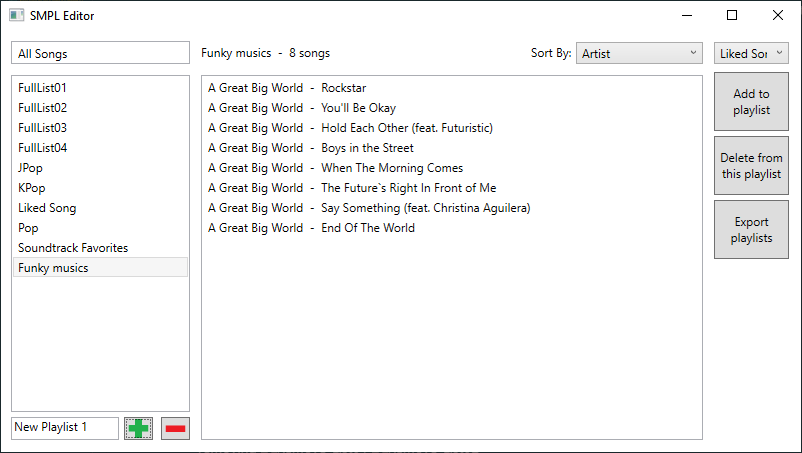 SMPL Editor
All Songs
Funky musics  -  8 songs
Sort By:
Artist
Liked Sor
FullList01
FullList02
FullList03
FullList04
JPop
KPop
Liked Song
Pop
Soundtrack Favorites
Funky musics
A Great Big World  -  Rockstar
A Great Big World  -  You'll Be Okay
A Great Big World  -  Hold Each Other (feat. Futuristic)
A Great Big World  -  Boys in the Street
A Great Big World  -  When The Morning Comes
A Great Big World  -  The Future`s Right In Front of Me
A Great Big World  -  Say Something (feat. Christina Aguilera)
A Great Big World  -  End Of The World
Add to
playlist
Delete from
this playlist
Export
playlists
New Playlist 1